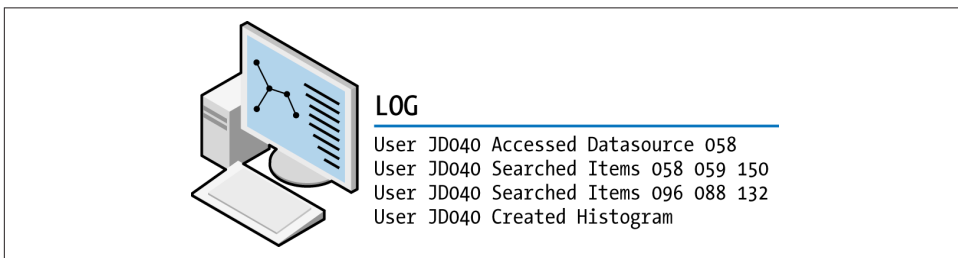 LOG
User JD040 Accessed Datasource 058
User JD040 Searched Items 058 059 150
User JD040 Searched Items 096 088 132
User JD040 Created Histogram